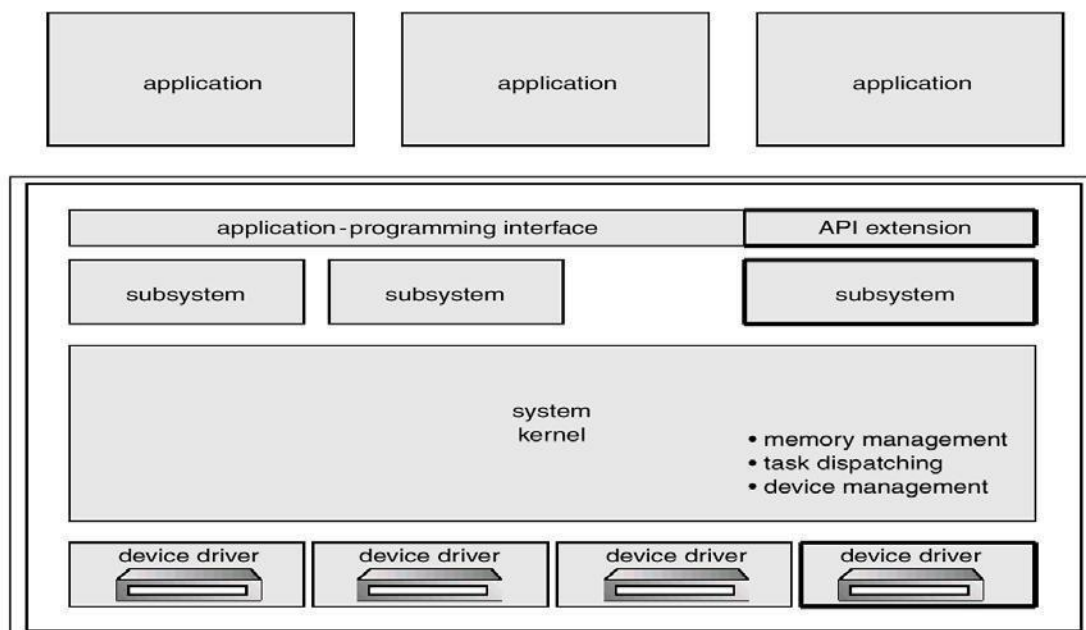 application
application
application
application-programming interface
API extension
subsystem
subsystem
subsystem
system
kernel
• memory management
• task dispatching
• device management
device driver
device driver
device driver
device driver